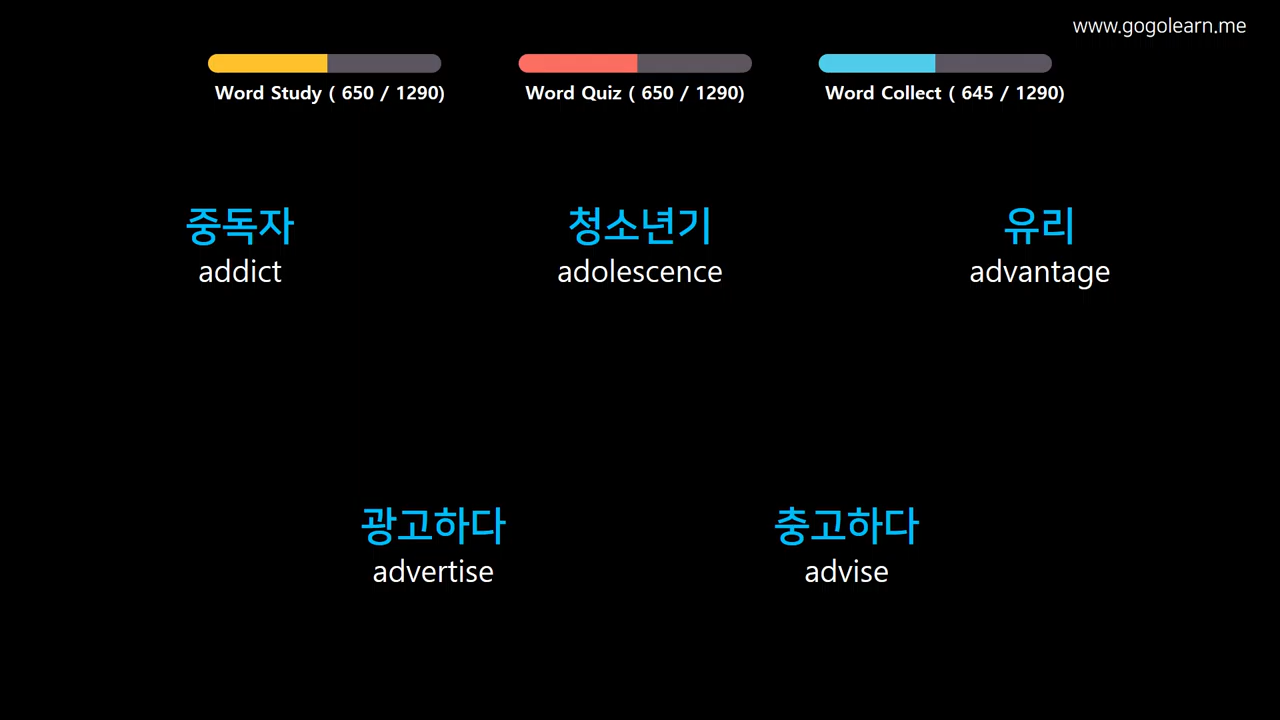 www.gogolearn.me
Word Study ( 650 / 1290)
Word Quiz ( 650 / 1290)
Word Collect ( 645 / 1290)
중독자
addict
청소년기
adolescence
유리
advantage
광고하다
advertise
충고하다
advise